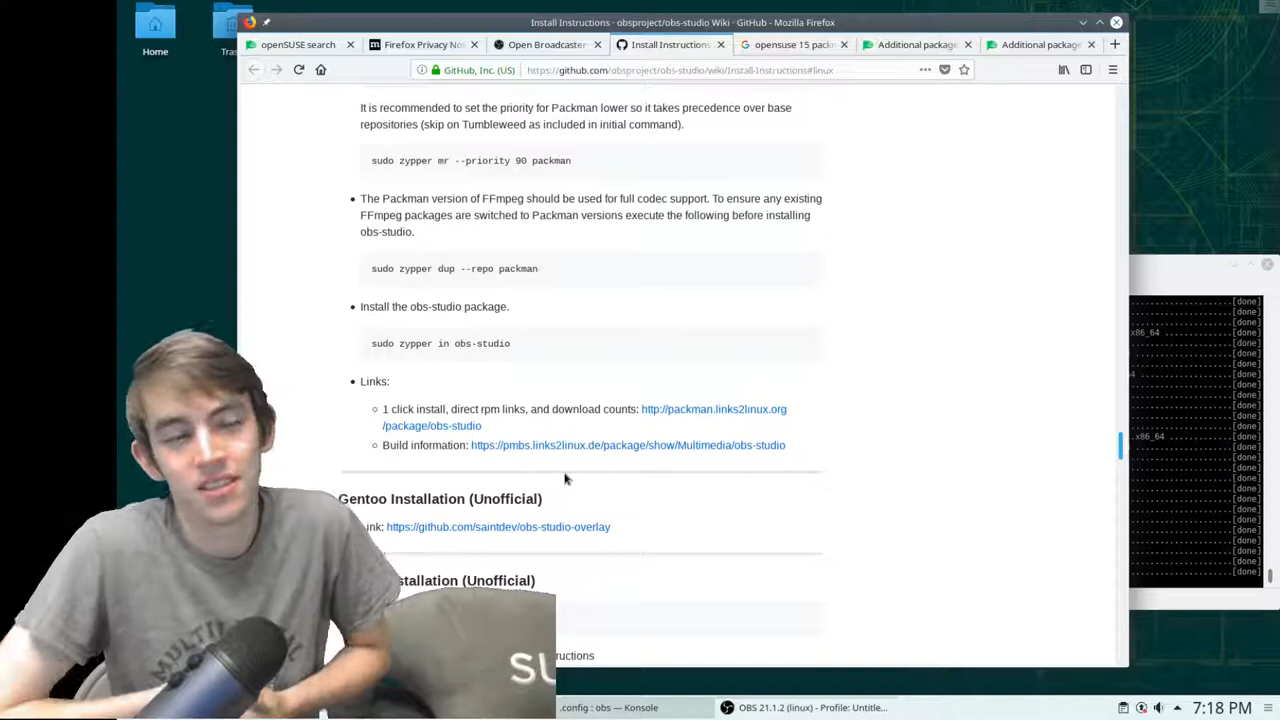 Install Instructions · obsproject/obs-studio Wiki · GitHub - Mozilla Firefox
Home
openSUSE search
Firefox Privacy No
Open Broadcaster
Install Instructions
opensuse 15 packm
Additional package
Additional package
GitHub, Inc. (US)
https://github.com/obsproject/obs-studio/wiki/Install-Instructions#linux
It is recommended to set the priority for Packman lower so it takes precedence over base
repositories (skip on Tumbleweed as included in initial command).
sudo zypper mr --priority 90 packman
The Packman version of FFmpeg should be used for full codec support. To ensure any existing
FFmpeg packages are switched to Packman versions execute the following before installing
obs-studio.
sudo zypper dup --repo packman
Install the obs-studio package.
sudo zypper in obs-studio
Links:
1 click install, direct rpm links, and download counts: http://packman.links2linux.org
/package/obs-studio
Build information: https://pmbs.links2linux.de/package/show/Multimedia/obs-studio
Gentoo Installation (Unofficial)
ink: https://github.com/saintdev/obs-studio-overlay
stallation (Unofficial)
uctions
[done]
[done]
[done]
x86_64 [done]
[done]
[done]
[done]
[done]
[done]
[done]
[done]
[done]
[done]
.x86_64 [done]
[done]
[done]
[done]
[done]
[done]
[done]
[done]
[done]
[done]
[done]
[done]
[done]
[done]
SU
.config : obs — Konsole
OBS 21.1.2 (linux) - Profile: Untitle...
7:18 PM